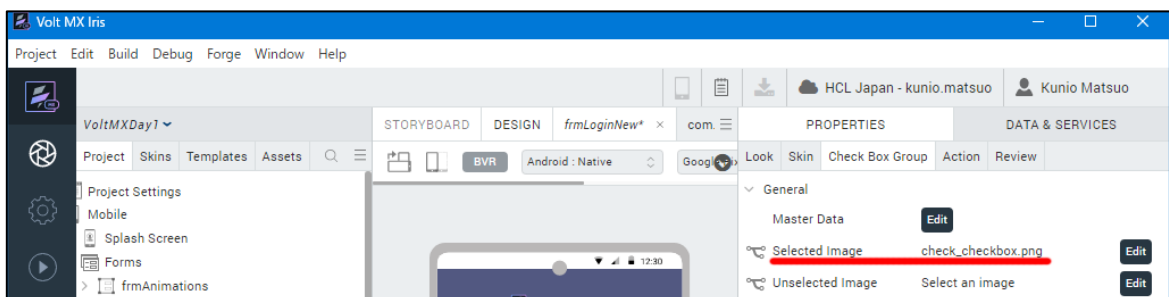 Volt MX Iris
Project Edit Build Debug Forge Window Help
HCL Japan - kunio.matsuo Kunio Matsuo
VoltMXDay1 STORYBOARD DESIGN frmLoginNew* × com. PROPERTIES DATA & SERVICES
Project Skins Templates Assets BVR Android : Native Look Skin Check Box Group Action Review
Project Settings General
Mobile Master Data Edit
Splash Screen
Forms 12:30 Selected Image check_checkbox.png Edit
frmAnimations Unselected Image Select an image Edit